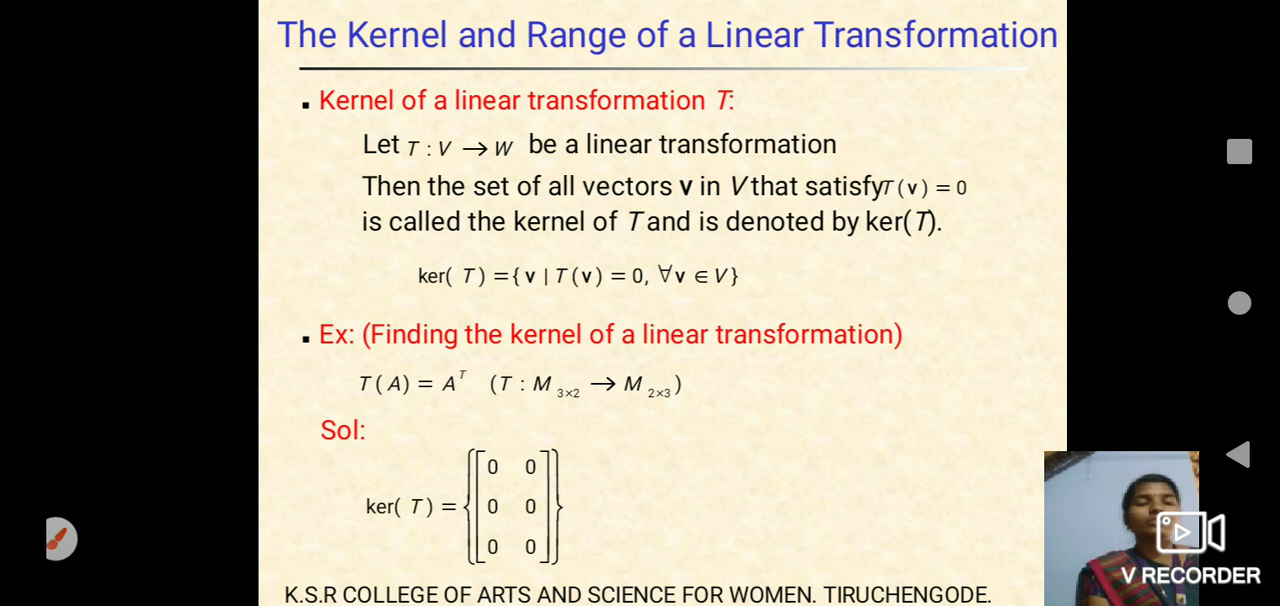 The Kernel and Range of a Linear Transformation
▪ Kernel of a linear transformation T:
Let T : V → W be a linear transformation
Then the set of all vectors v in V that satisfy T(v) = 0
is called the kernel of T and is denoted by ker(T).
ker( T) = { v | T(v) = 0, ∀v ∈ V}
▪ Ex: (Finding the kernel of a linear transformation)
T(A) = Aᵀ (T : M 3×2 → M 2×3)
Sol:
ker( T) = {[
0 0
0 0
0 0
]}
V RECORDER
K.S.R COLLEGE OF ARTS AND SCIENCE FOR WOMEN. TIRUCHENGODE.